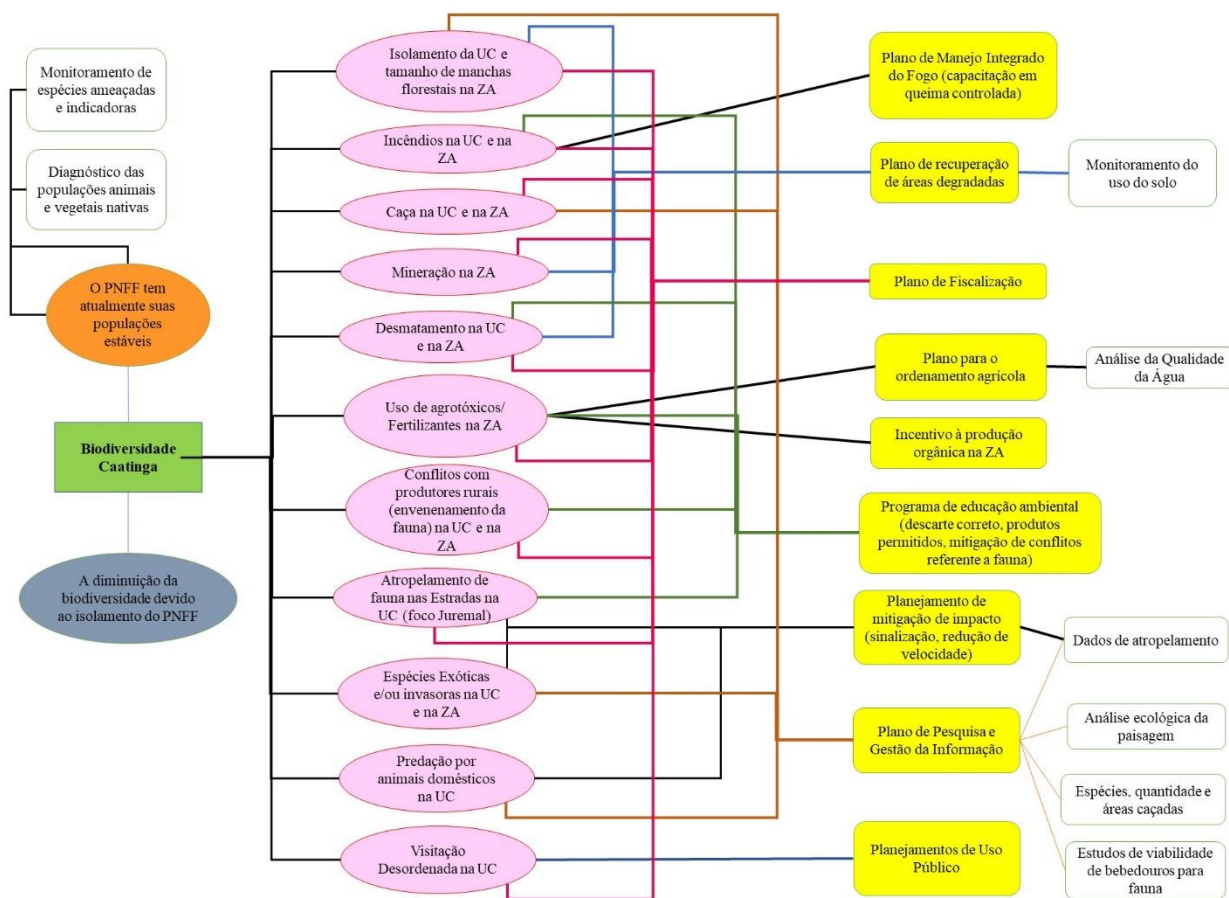 Monitoramento de
espécies ameaçadas
e indicadoras
Diagnóstico das
populações animais
e vegetais nativas
O PNFF tem
atualmente suas
populações
estáveis
Biodiversidade
Caatinga
A diminuição da
biodiversidade devido
ao isolamento do PNFF
Isolamento da UC e
tamanho de manchas
florestais na ZA
Incêndios na UC e na
ZA
Caça na UC e na ZA
Mineração na ZA
Desmatamento na UC
e na ZA
Uso de agrotóxicos/
Fertilizantes na ZA
Conflitos com
produtores rurais
(envenenamento da
fauna) na UC e na
ZA
Atropelamento de
fauna nas Estradas na
UC (foco Juremal)
Espécies Exóticas
e/ou invasoras na UC
e na ZA
Predação por
animais domésticos
na UC
Visitação
Desordenada na UC
Plano de Manejo Integrado
do Fogo (capacitação em
queima controlada)
Plano de recuperação
de áreas degradadas
Plano de Fiscalização
Plano para o
ordenamento agrícola
Incentivo à produção
orgânica na ZA
Programa de educação ambiental
(descarte correto, produtos
permitidos, mitigação de conflitos
referente a fauna)
Planejamento de
mitigação de impacto
(sinalização, redução de
velocidade)
Plano de Pesquisa e
Gestão da Informação
Planejamentos de Uso
Público
Monitoramento do
uso do solo
Análise da Qualidade
da Água
Dados de atropelamento
Análise ecológica da
paisagem
Espécies, quantidade e
áreas caçadas
Estudos de viabilidade
de bebedouros para
fauna